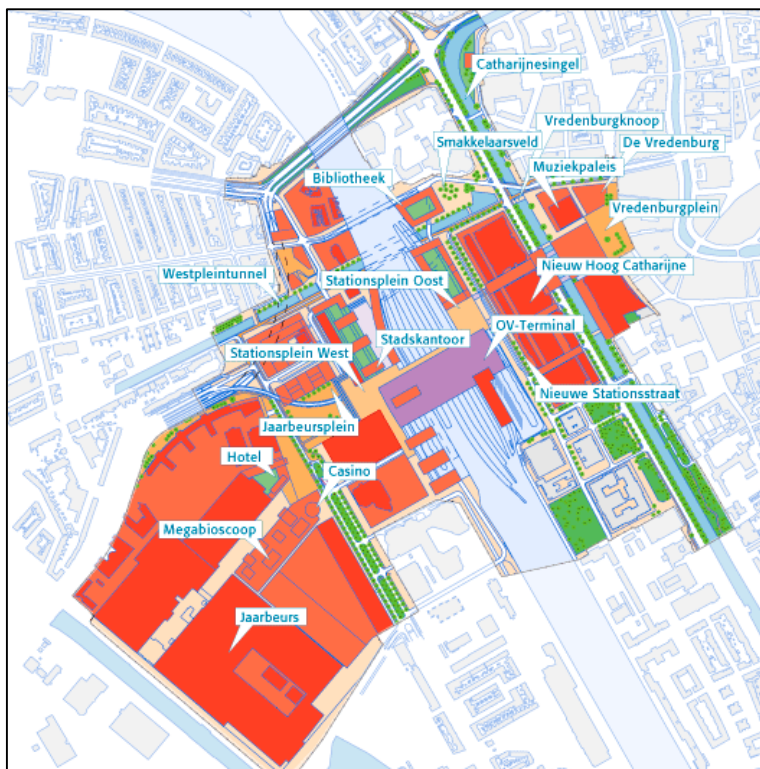 Catharijnesingel
Vredenburgknoop
Smakkelaarsveld
De Vredenburg
Muziekpaleis
Bibliotheek
Vredenburgplein
Nieuw Hoog Catharijne
Westpleintunnel
Stationsplein Oost
OV-Terminal
Stadskantoor
Stationsplein West
Nieuwe Stationsstraat
Jaarbeursplein
Hotel
Casino
Megabioscoop
Jaarbeurs